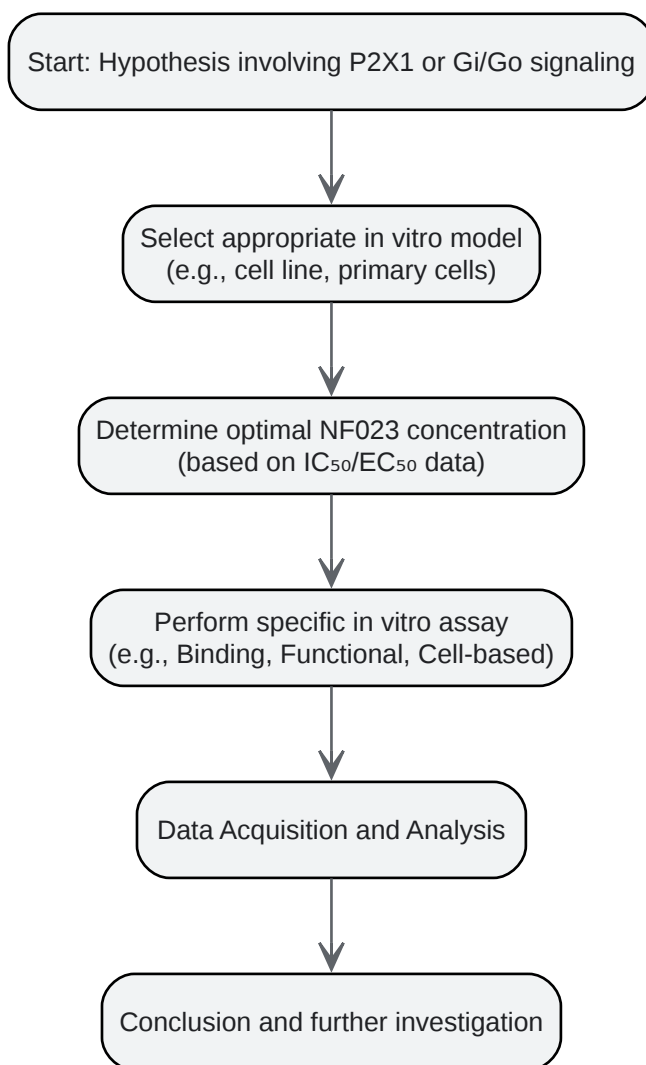 Start: Hypothesis involving P2X1 or Gi/Go signaling
Select appropriate in vitro model
(e.g., cell line, primary cells)
Determine optimal NF023 concentration
(based on IC₅₀/EC₅₀ data)
Perform specific in vitro assay
(e.g., Binding, Functional, Cell-based)
Data Acquisition and Analysis
Conclusion and further investigation